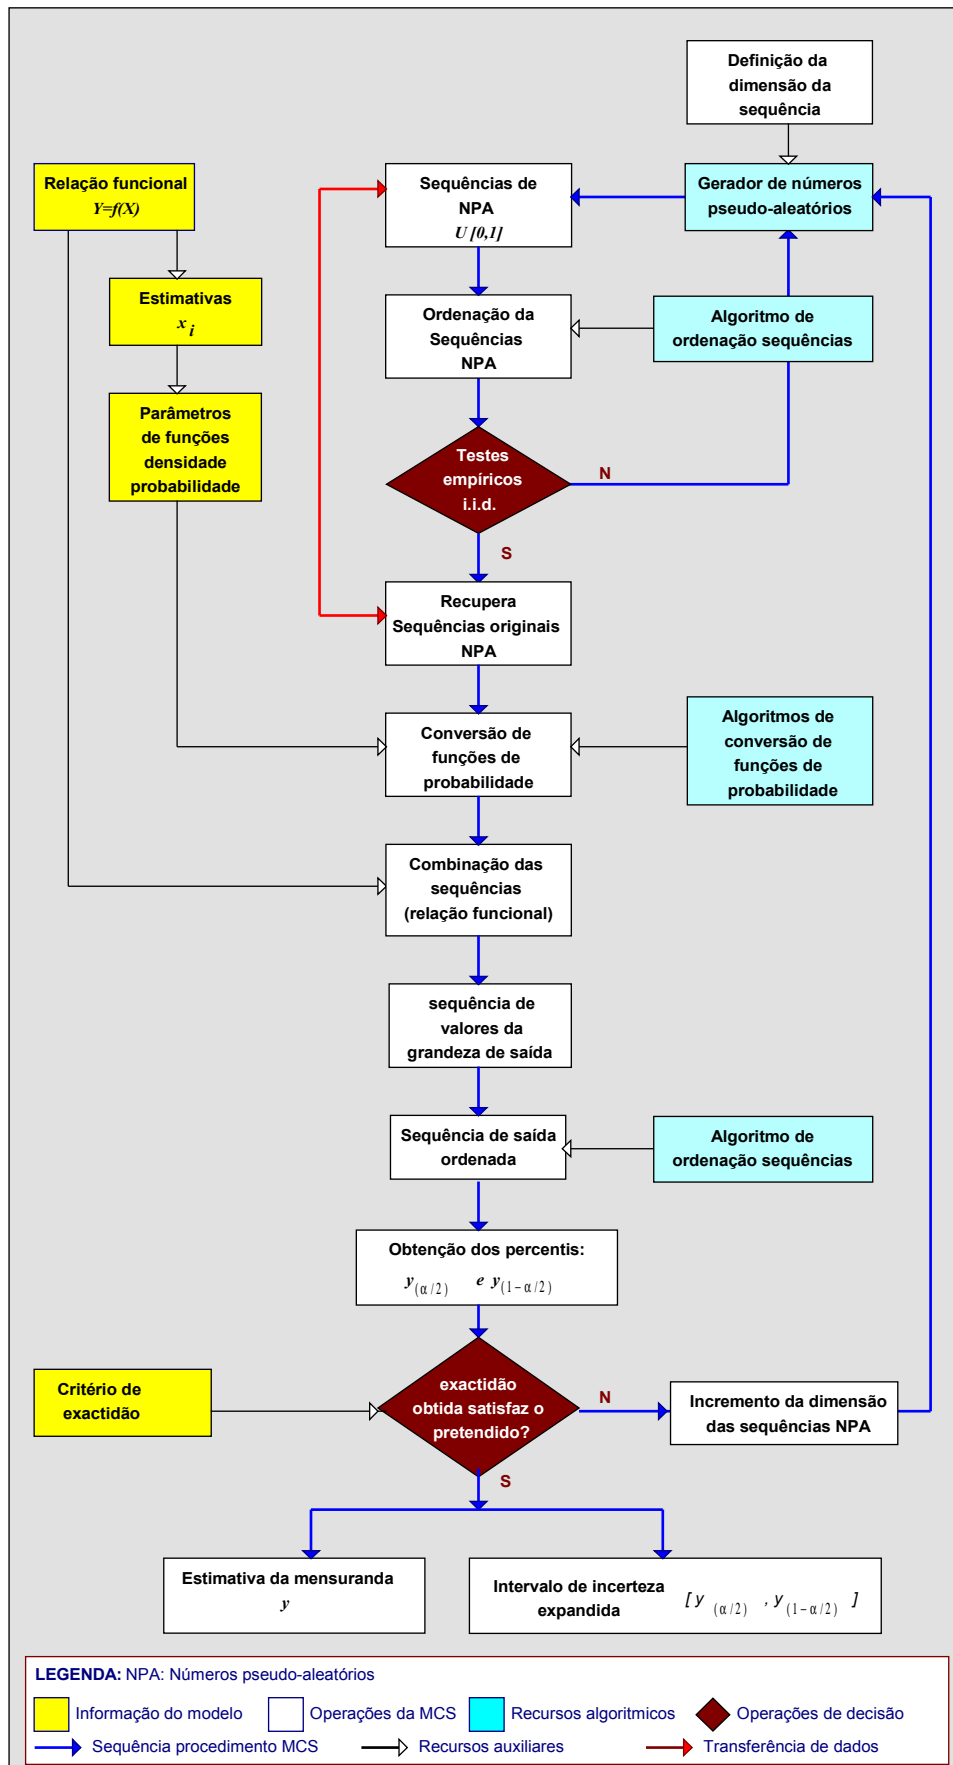 Definição da
dimensão da
sequência
Relação funcional
Y=f(X)
Sequências de
NPA
U [0,1]
Gerador de números
pseudo-aleatórios
Estimativas
x i
Ordenação da
Sequências
NPA
Algoritmo de
ordenação sequências
Parâmetros
de funções
densidade
probabilidade
Testes
empíricos
i.i.d.
N
S
Recupera
Sequências originais
NPA
Conversão de
funções de
probabilidade
Algoritmos de
conversão de
funções de
probabilidade
Combinação das
sequências
(relação funcional)
sequência de
valores da
grandeza de saída
Sequência de saída
ordenada
Algoritmo de
ordenação sequências
Obtenção dos percentis:
y (α/2) e y (1−α/2)
Critério de
exactidão
exactidão
obtida satisfaz o
pretendido?
N
Incremento da dimensão
das sequências NPA
S
Estimativa da mensuranda
y
Intervalo de incerteza
expandida [ y (α/2) , y (1−α/2) ]
LEGENDA: NPA: Números pseudo-aleatórios
Informação do modelo Operações da MCS Recursos algoritmicos Operações de decisão
Sequência procedimento MCS Recursos auxiliares Transferência de dados